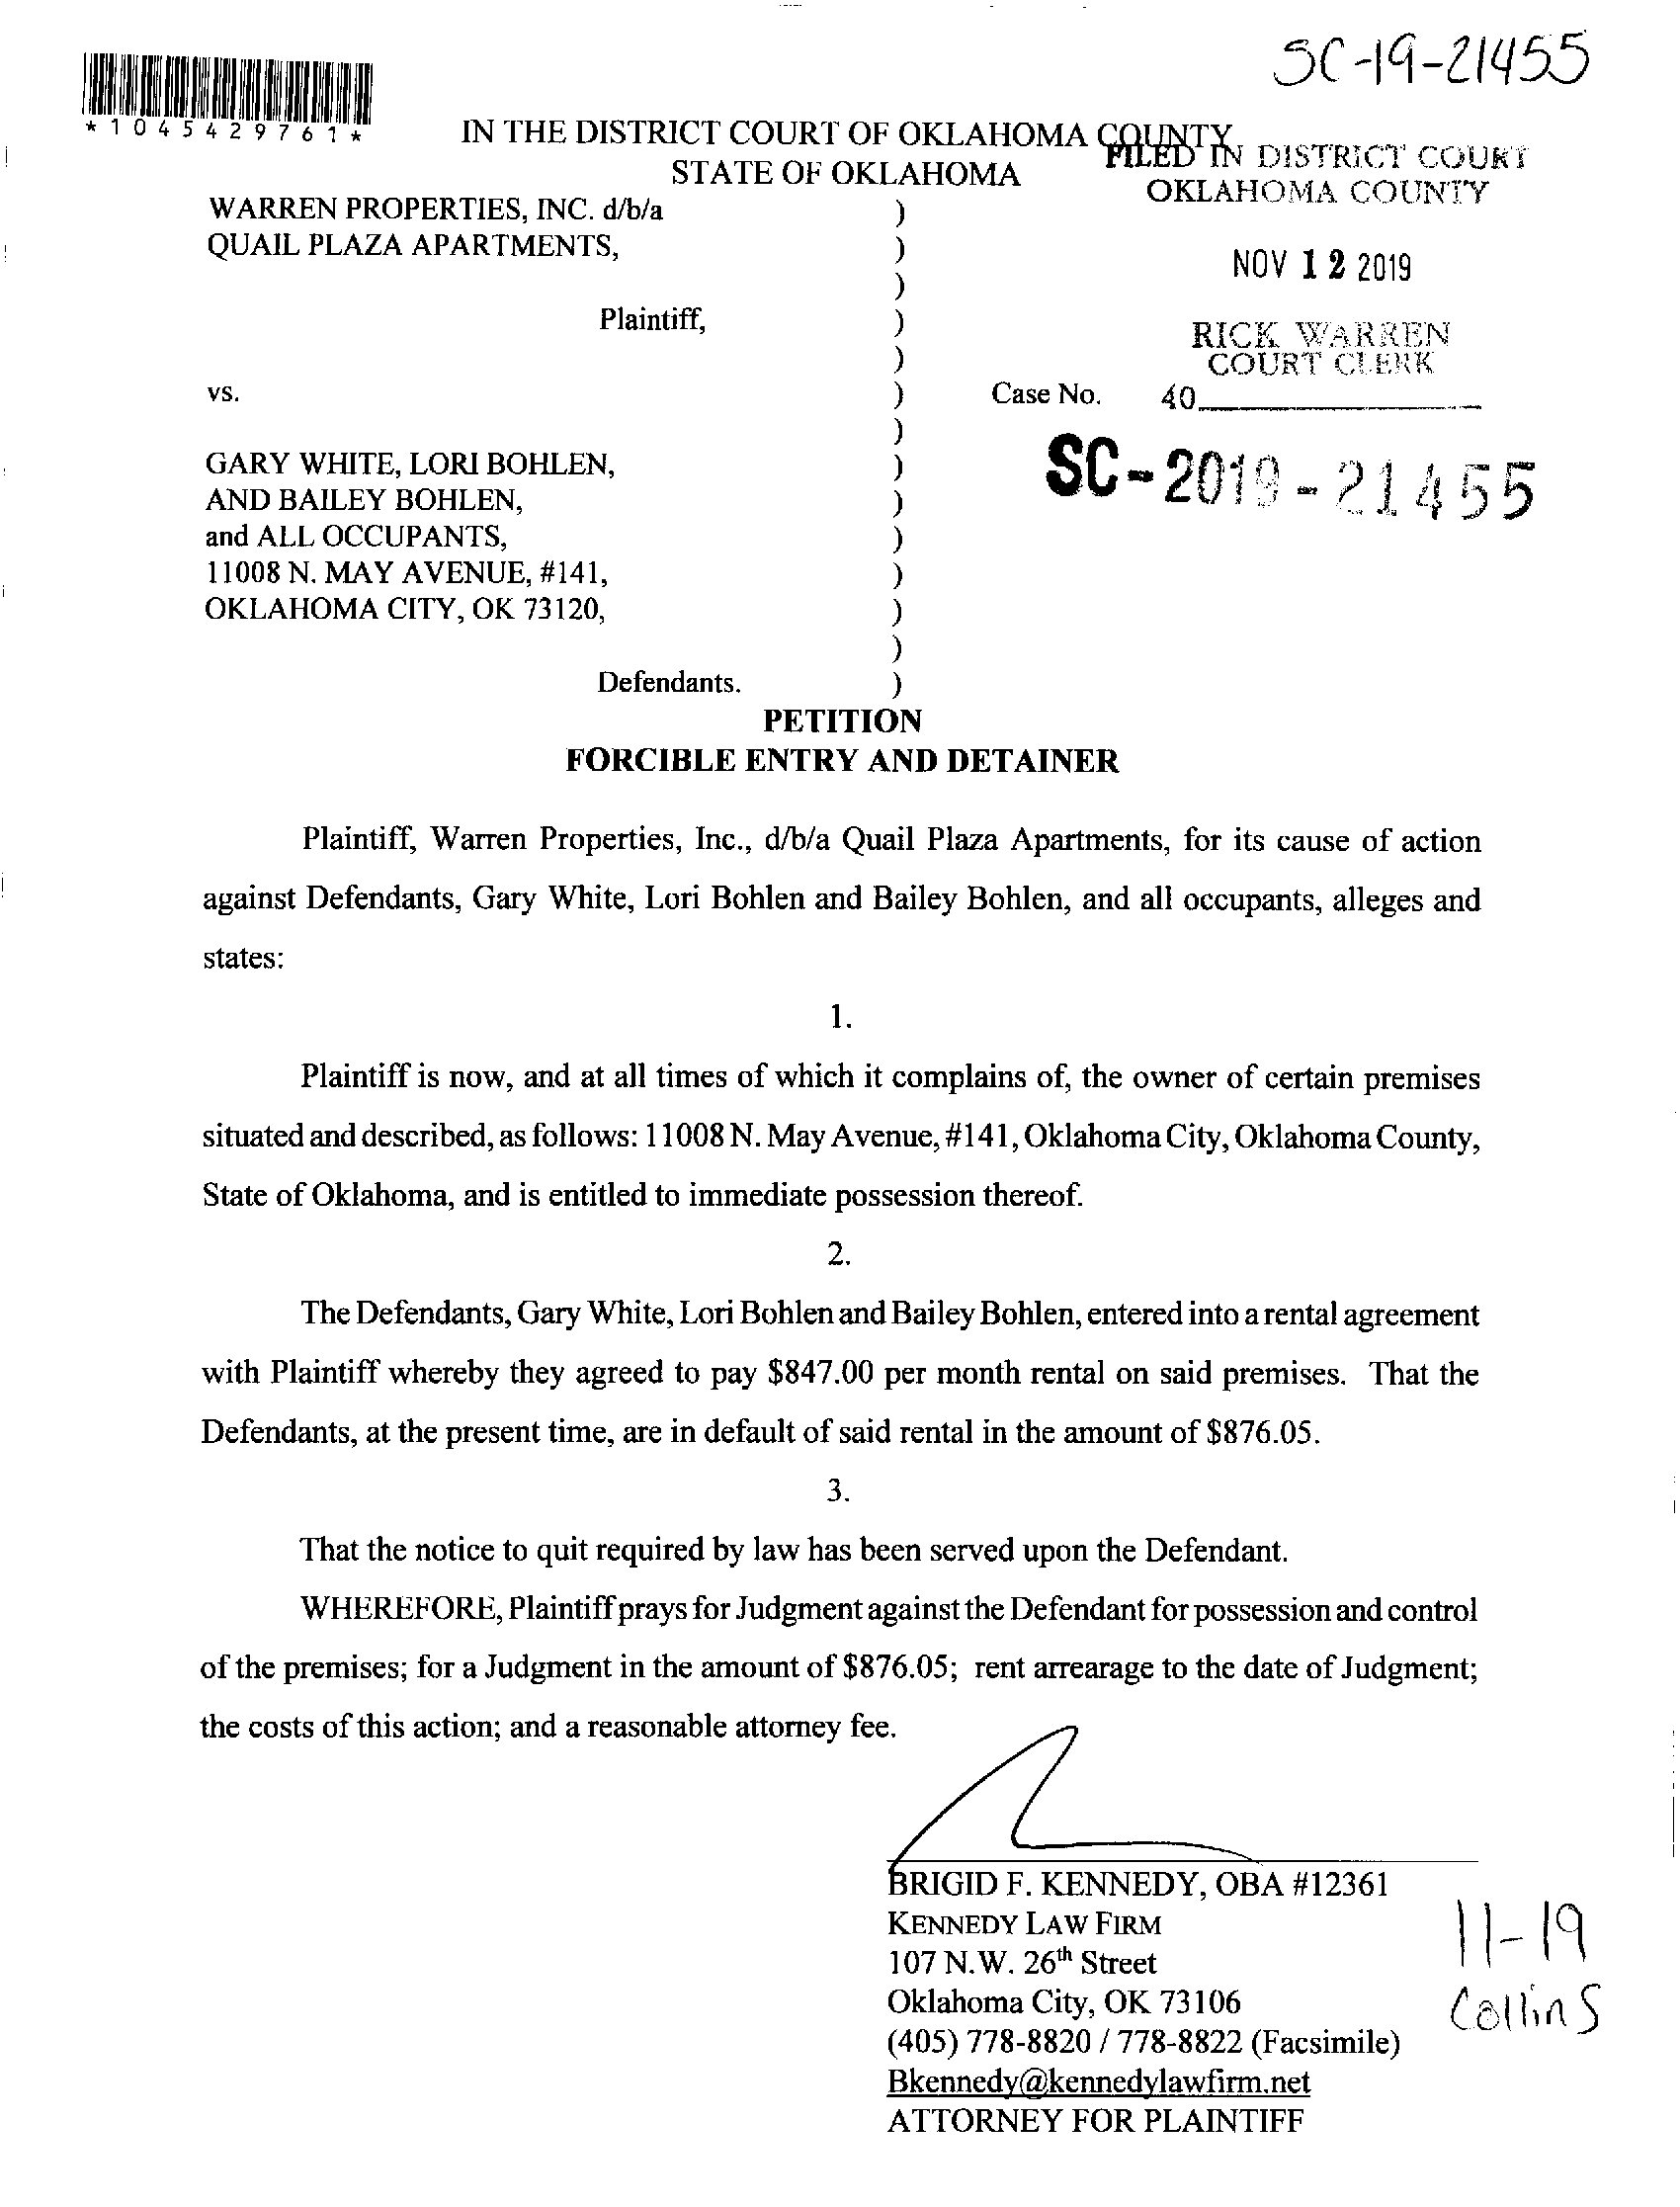 SC-19-21455
*1045429761*
IN THE DISTRICT COURT OF OKLAHOMA COUNTY
STATE OF OKLAHOMA
FILED IN DISTRICT COURT
OKLAHOMA COUNTY
NOV 12 2019
RICK WARREN
COURT CLERK
40
WARREN PROPERTIES, INC. d/b/a )
QUAIL PLAZA APARTMENTS, )
)
Plaintiff, )
)
vs. ) Case No.
)
SC-2019-21455
GARY WHITE, LORI BOHLEN, )
AND BAILEY BOHLEN, )
and ALL OCCUPANTS, )
11008 N. MAY AVENUE, #141, )
OKLAHOMA CITY, OK 73120, )
)
Defendants. )
PETITION
FORCIBLE ENTRY AND DETAINER
Plaintiff, Warren Properties, Inc., d/b/a Quail Plaza Apartments, for its cause of action
against Defendants, Gary White, Lori Bohlen and Bailey Bohlen, and all occupants, alleges and
states:
1.
Plaintiff is now, and at all times of which it complains of, the owner of certain premises
situated and described, as follows: 11008 N. May Avenue, #141, Oklahoma City, Oklahoma County,
State of Oklahoma, and is entitled to immediate possession thereof.
2.
The Defendants, Gary White, Lori Bohlen and Bailey Bohlen, entered into a rental agreement
with Plaintiff whereby they agreed to pay $847.00 per month rental on said premises. That the
Defendants, at the present time, are in default of said rental in the amount of $876.05.
3.
That the notice to quit required by law has been served upon the Defendant.
WHEREFORE, Plaintiff prays for Judgment against the Defendant for possession and control
of the premises; for a Judgment in the amount of $876.05; rent arrearage to the date of Judgment;
the costs of this action; and a reasonable attorney fee.
BRIGID F. KENNEDY, OBA #12361
KENNEDY LAW FIRM
107 N.W. 26th Street
Oklahoma City, OK 73106
(405) 778-8820 / 778-8822 (Facsimile)
Bkennedy@kennedylawfirm.net
ATTORNEY FOR PLAINTIFF
11-19
Collins